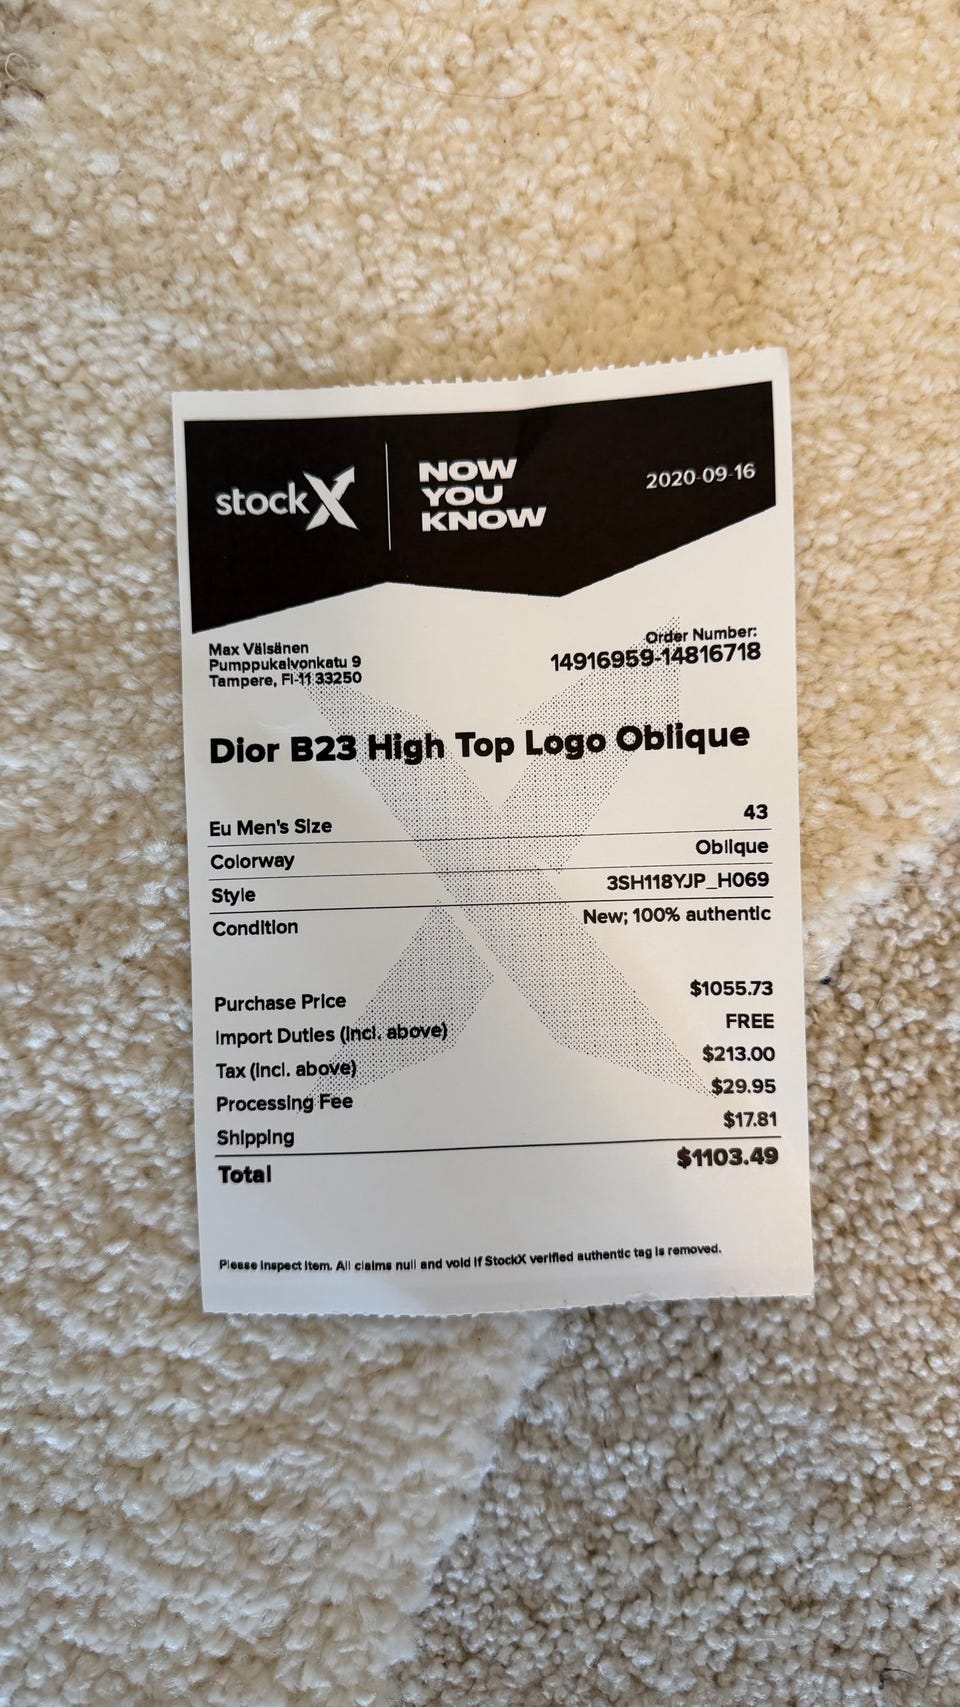 stockX
NOW
YOU
KNOW
2020-09-16
Max Välsänen
Pumppukalvonkatu 9
Tampere, FI-11 33250
Order Number:
14916959-14816718
Dior B23 High Top Logo Oblique
Eu Men's Size 43
Colorway Oblique
Style 3SH118YJP_H069
Condition New; 100% authentic
Purchase Price $1055.73
Import Duties (Incl. above) FREE
Tax (Incl. above) $213.00
Processing Fee $29.95
Shipping $17.81
Total $1103.49
Please inspect item. All claims null and void if StockX verified authentic tag is removed.